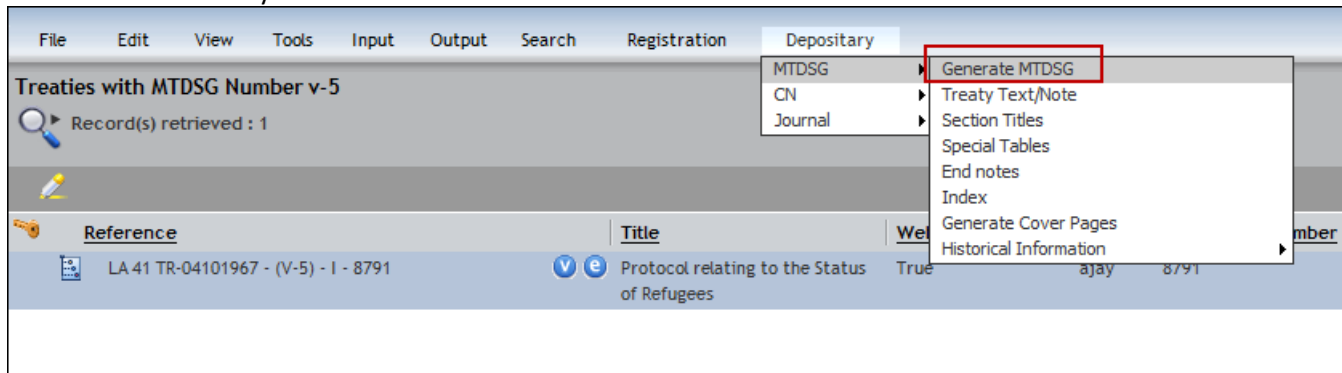 File Edit View Tools Input Output Search Registration Depositary
MTDSG Generate MTDSG
Treaties with MTDSG Number v-5
CN Treaty Text/Note
Journal Section Titles
Record(s) retrieved : 1
Special Tables
End notes
Index
Generate Cover Pages
Historical Information
Reference Title
LA 41 TR-04101967 - (V-5) - I - 8791 V e Protocol relating to the Status True ajay 8791
of Refugees